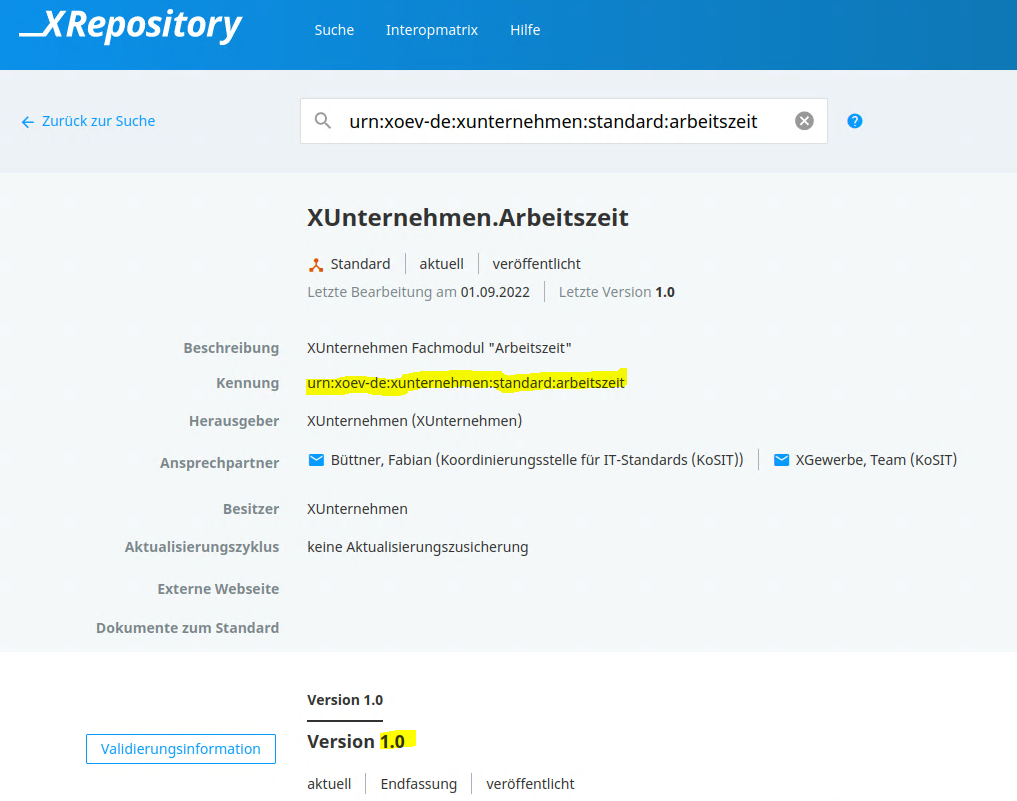 XRepository
Suche Interopmatrix Hilfe
Zurück zur Suche
urn:xoev-de:xunternehmen:standard:arbeitszeit
?
XUnternehmen.Arbeitszeit
Standard aktuell veröffentlicht
Letzte Bearbeitung am 01.09.2022 Letzte Version 1.0
Beschreibung XUnternehmen Fachmodul "Arbeitszeit"
Kennung urn:xoev-de:xunternehmen:standard:arbeitszeit
Herausgeber XUnternehmen (XUnternehmen)
Ansprechpartner Büttner, Fabian (Koordinierungsstelle für IT-Standards (KoSIT)) XGewerbe, Team (KoSIT)
Besitzer XUnternehmen
Aktualisierungszyklus keine Aktualisierungszusicherung
Externe Webseite
Dokumente zum Standard
Version 1.0
Version 1.0
Validierungsinformation
aktuell Endfassung veröffentlicht